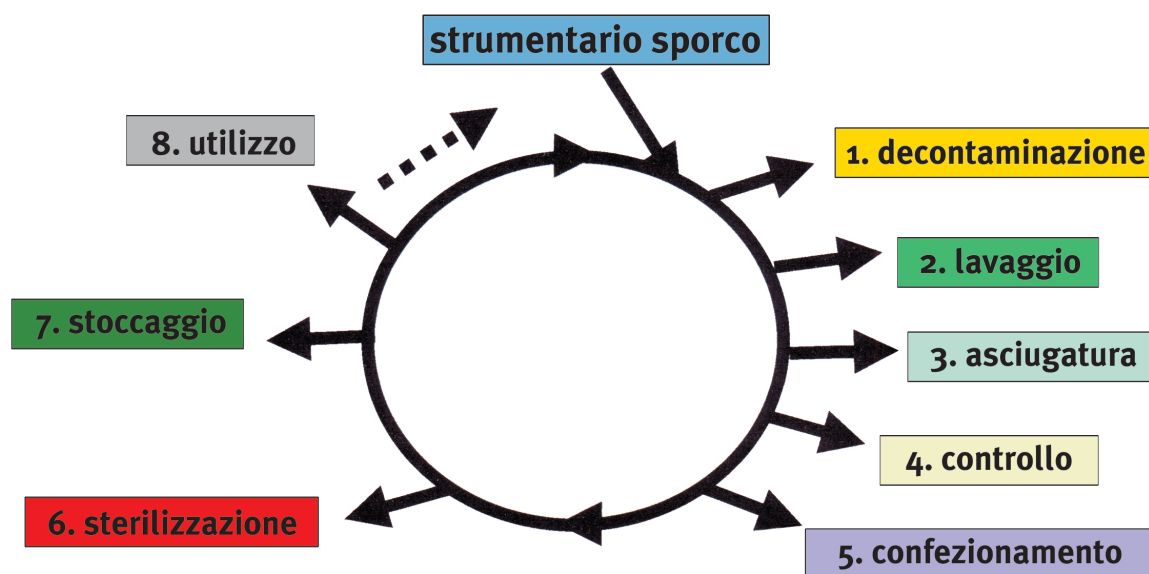 strumentario sporco
1. decontaminazione
2. lavaggio
3. asciugatura
4. controllo
5. confezionamento
6. sterilizzazione
7. stoccaggio
8. utilizzo